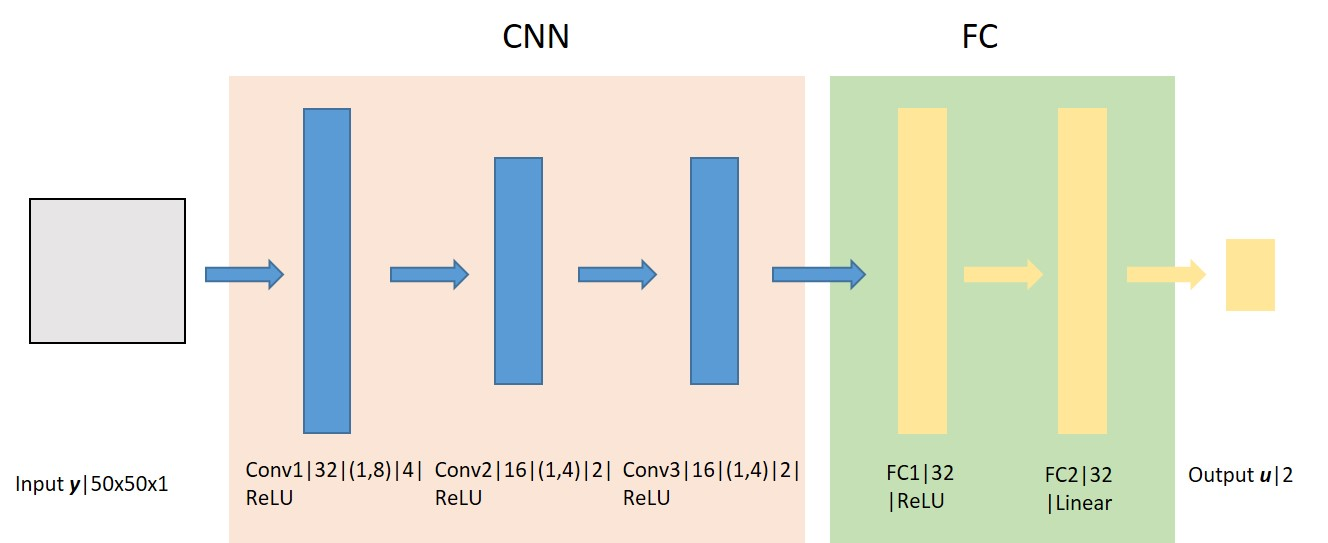 CNN
FC
Input y|50x50x1
Conv1|32|(1,8)|4|
ReLU
Conv2|16|(1,4)|2|
ReLU
Conv3|16|(1,4)|2|
ReLU
FC1|32
|ReLU
FC2|32
|Linear
Output u|2